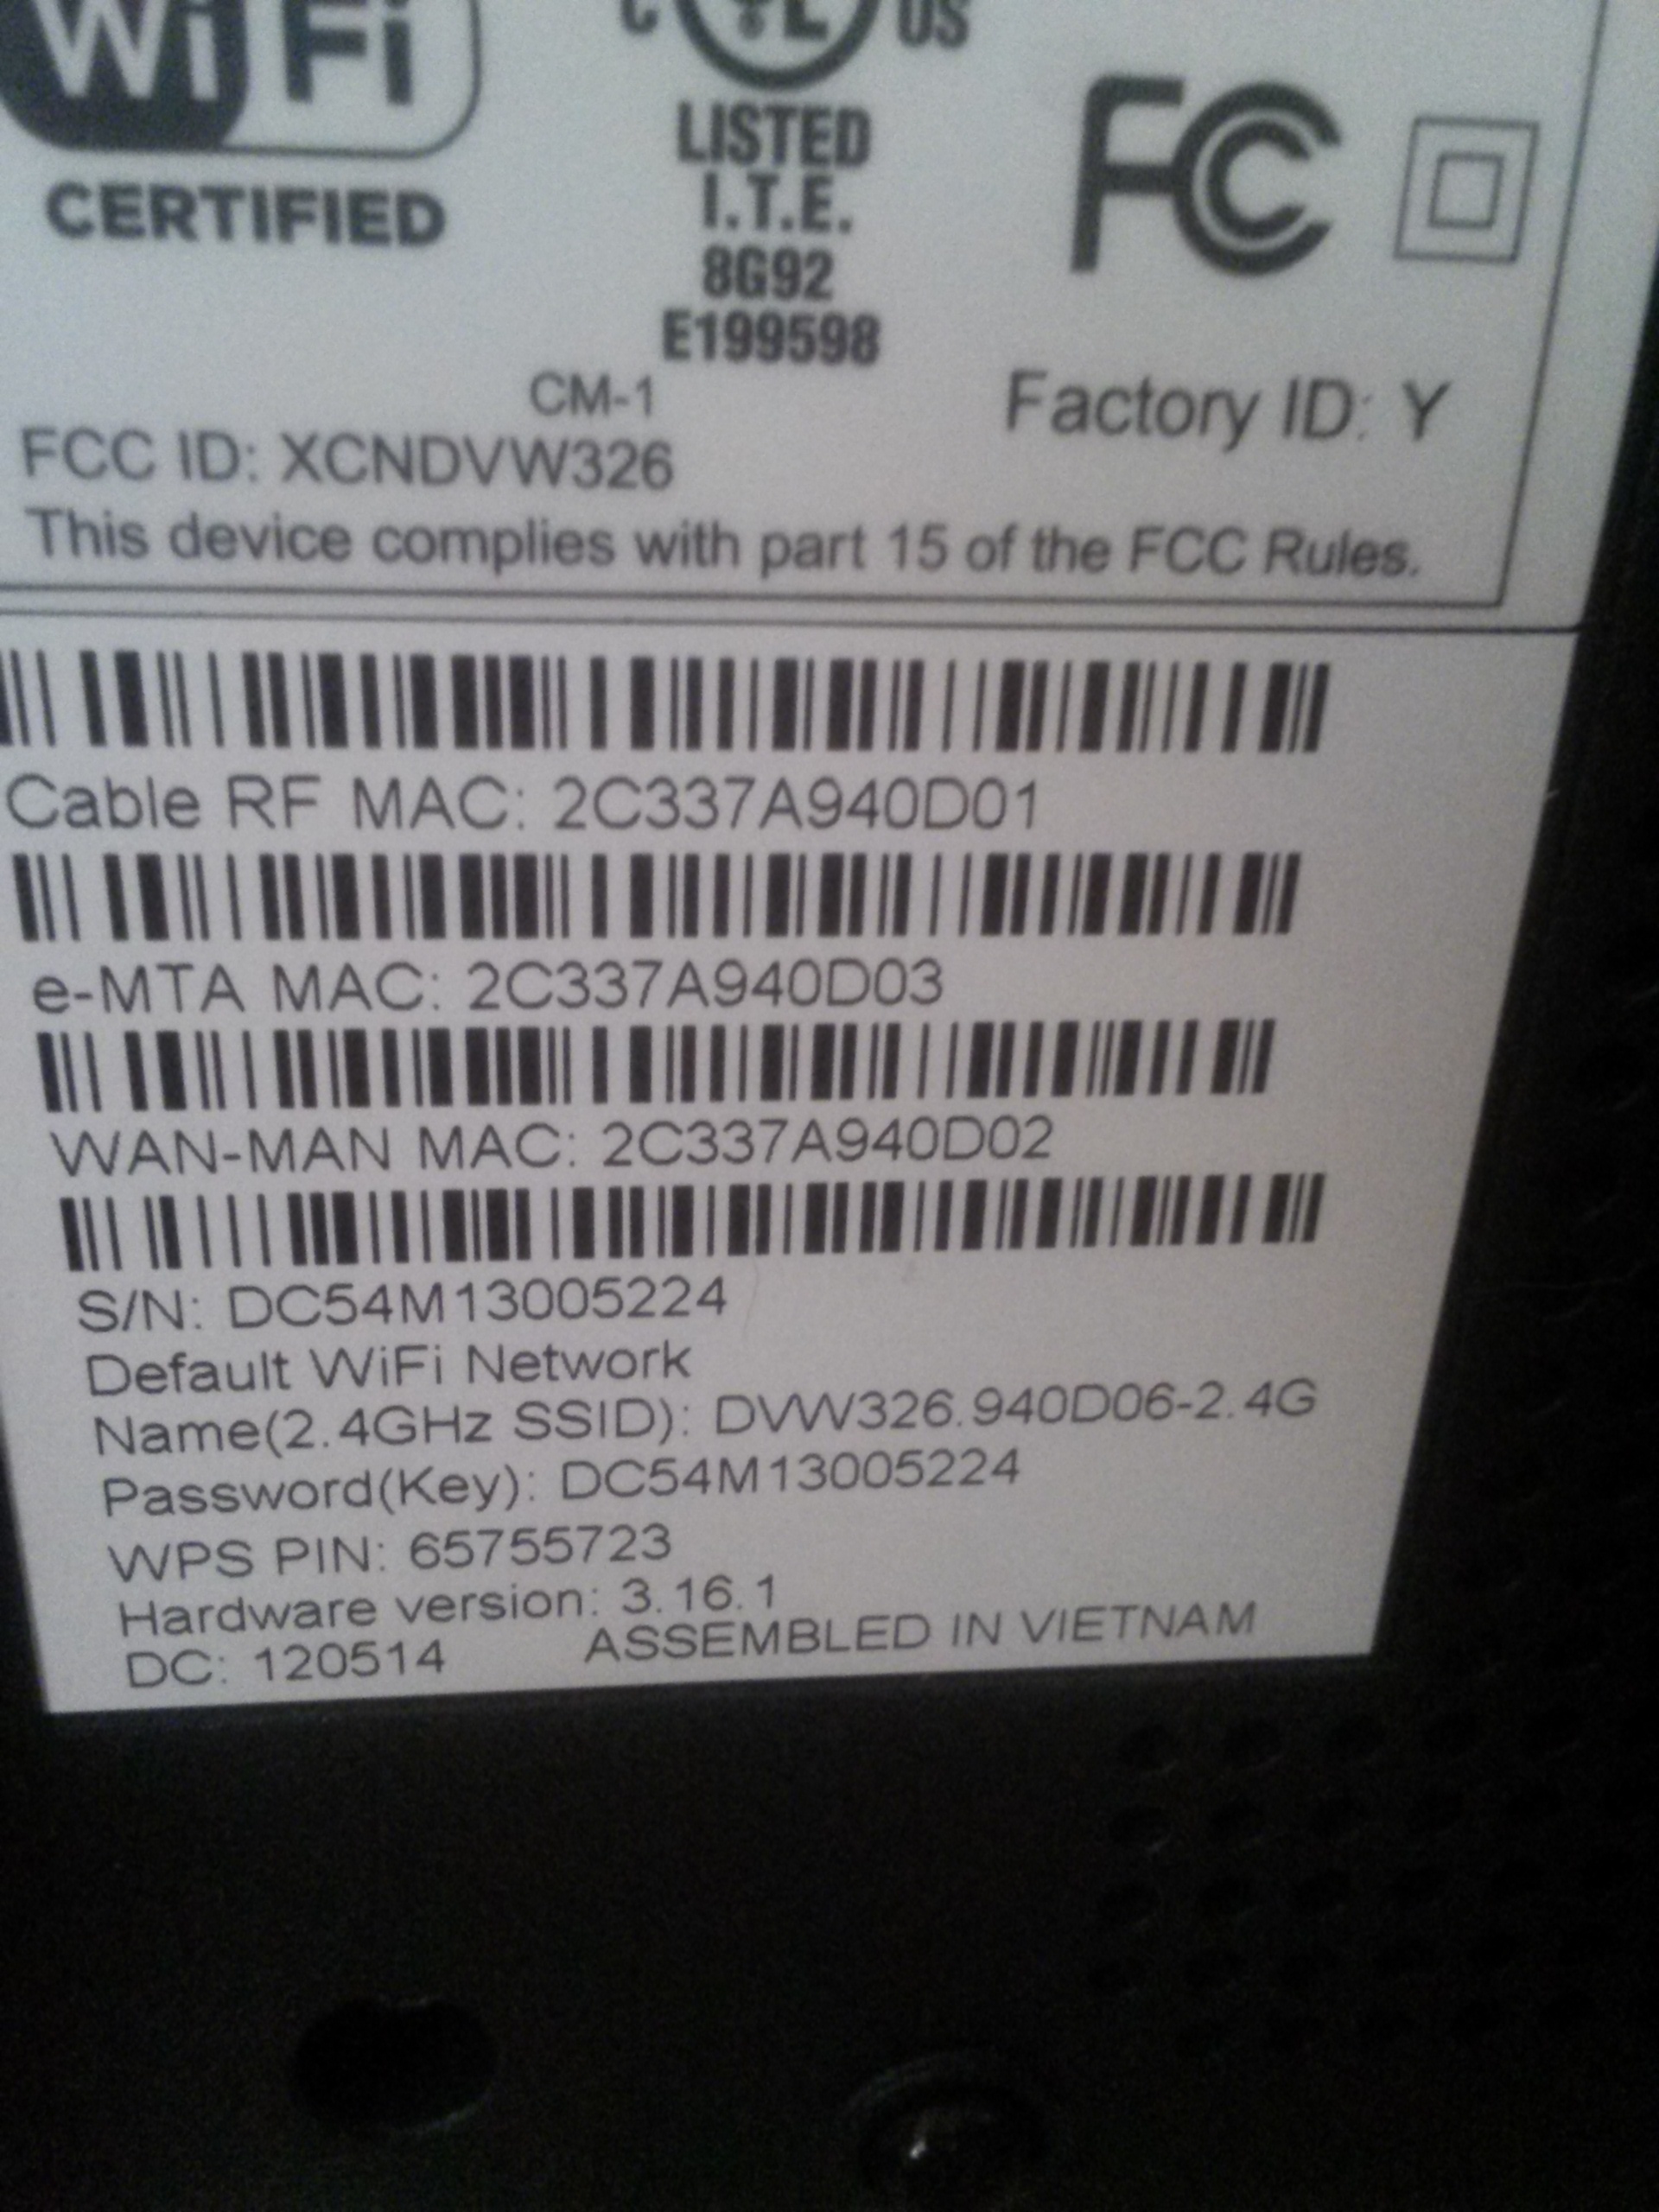 WiFi
CERTIFIED
C UL US
LISTED
I.T.E.
8G92
E199598
FC
CM-1
Factory ID: Y
FCC ID: XCNDVW326
This device complies with part 15 of the FCC Rules.
Cable RF MAC: 2C337A940D01
e-MTA MAC: 2C337A940D03
WAN-MAN MAC: 2C337A940D02
S/N: DC54M13005224
Default WiFi Network
Name(2.4GHz SSID): DVW326.940D06-2.4G
Password(Key): DC54M13005224
WPS PIN: 65755723
Hardware version: 3.16.1
DC: 120514 ASSEMBLED IN VIETNAM